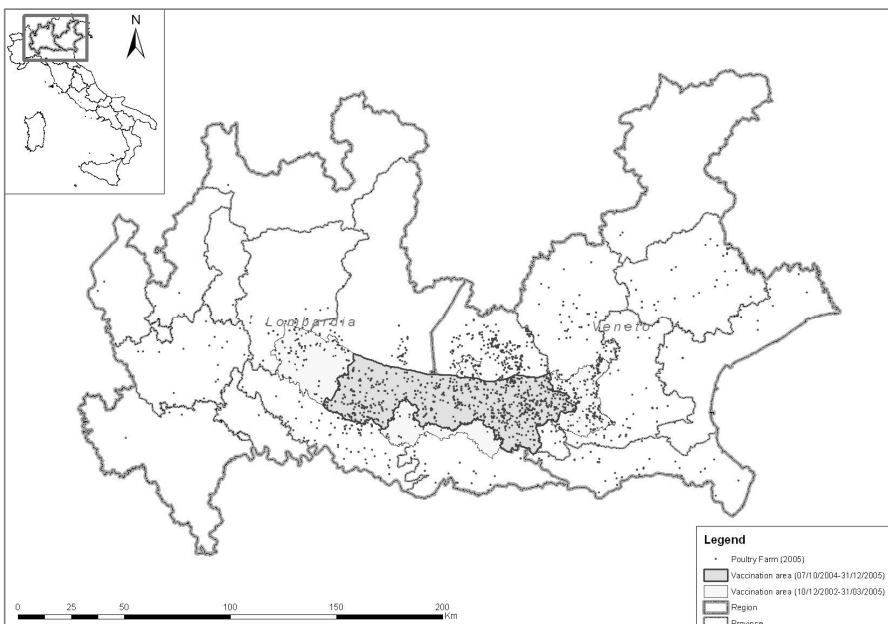 N
Lombardia
Veneto
Legend
Poultry Farm (2005)
Vaccination area (07/10/2004-31/12/2005)
Vaccination area (10/12/2002-31/03/2005)
Region
Province
0 25 50 100 150 200
Km